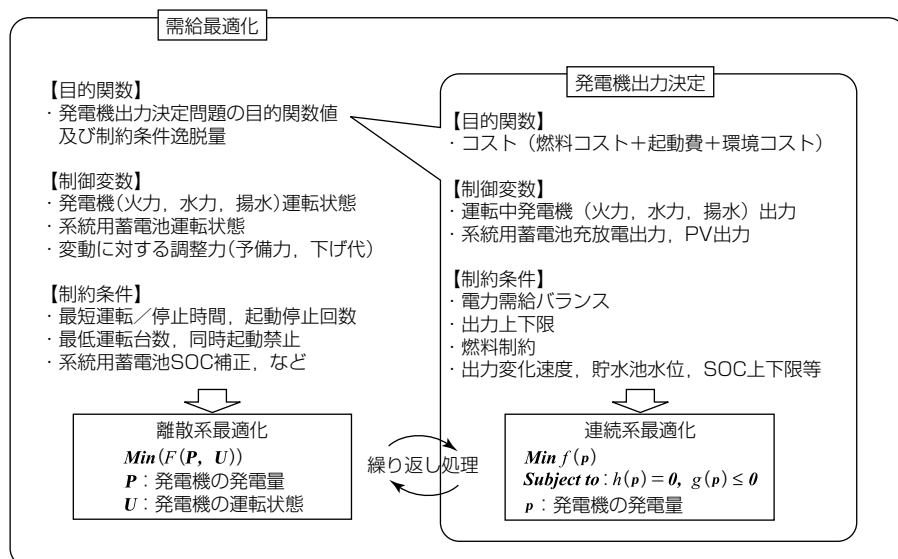 需給最適化
【目的関数】
・発電機出力決定問題の目的関数値
及び制約条件逸脱量
【制御変数】
・発電機(火力，水力，揚水)運転状態
・系統用蓄電池運転状態
・変動に対する調整力(予備力，下げ代)
【制約条件】
・最短運転／停止時間，起動停止回数
・最低運転台数，同時起動禁止
・系統用蓄電池SOC補正，など
離散系最適化
Min(F(P, U))
P：発電機の発電量
U：発電機の運転状態
繰り返し処理
発電機出力決定
【目的関数】
・コスト（燃料コスト＋起動費＋環境コスト）
【制御変数】
・運転中発電機（火力，水力，揚水）出力
・系統用蓄電池充放電出力，PV出力
【制約条件】
・電力需給バランス
・出力上下限
・燃料制約
・出力変化速度，貯水池水位，SOC上下限等
連続系最適化
Min f(p)
Subject to：h(p) = 0, g(p) ≤ 0
p：発電機の発電量